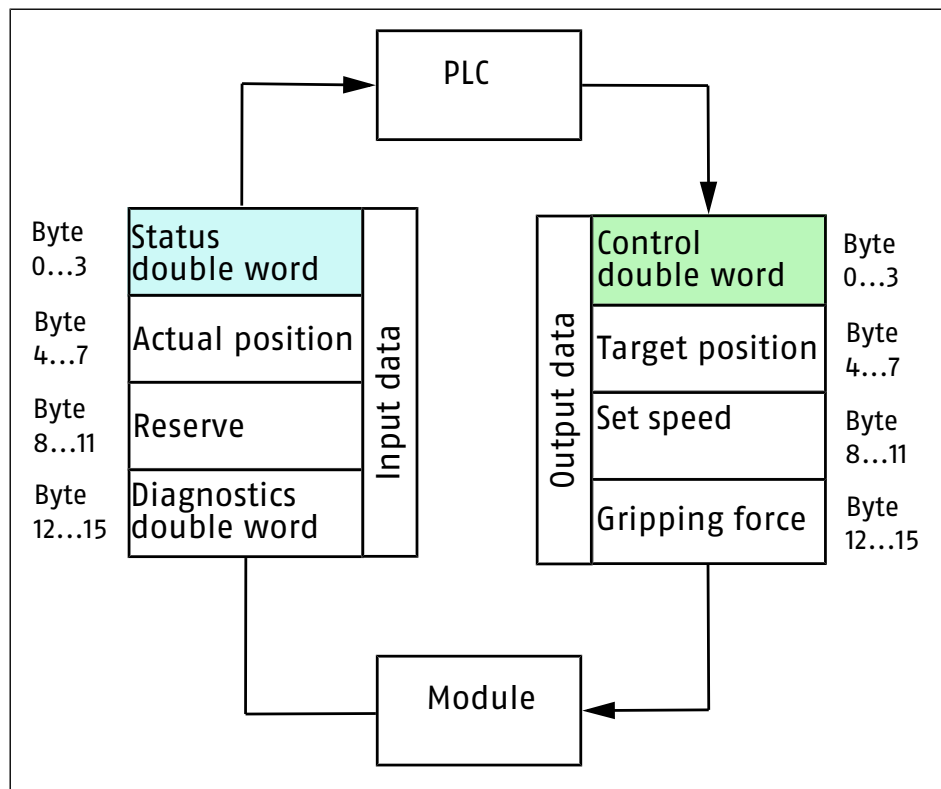 PLC
Byte
0...3
Status
double word
Byte
4...7
Actual position
Byte
8...11
Reserve
Byte
12...15
Diagnostics
double word
Input data
Output data
Control
double word
Byte
0...3
Target position
Byte
4...7
Set speed
Byte
8...11
Gripping force
Byte
12...15
Module